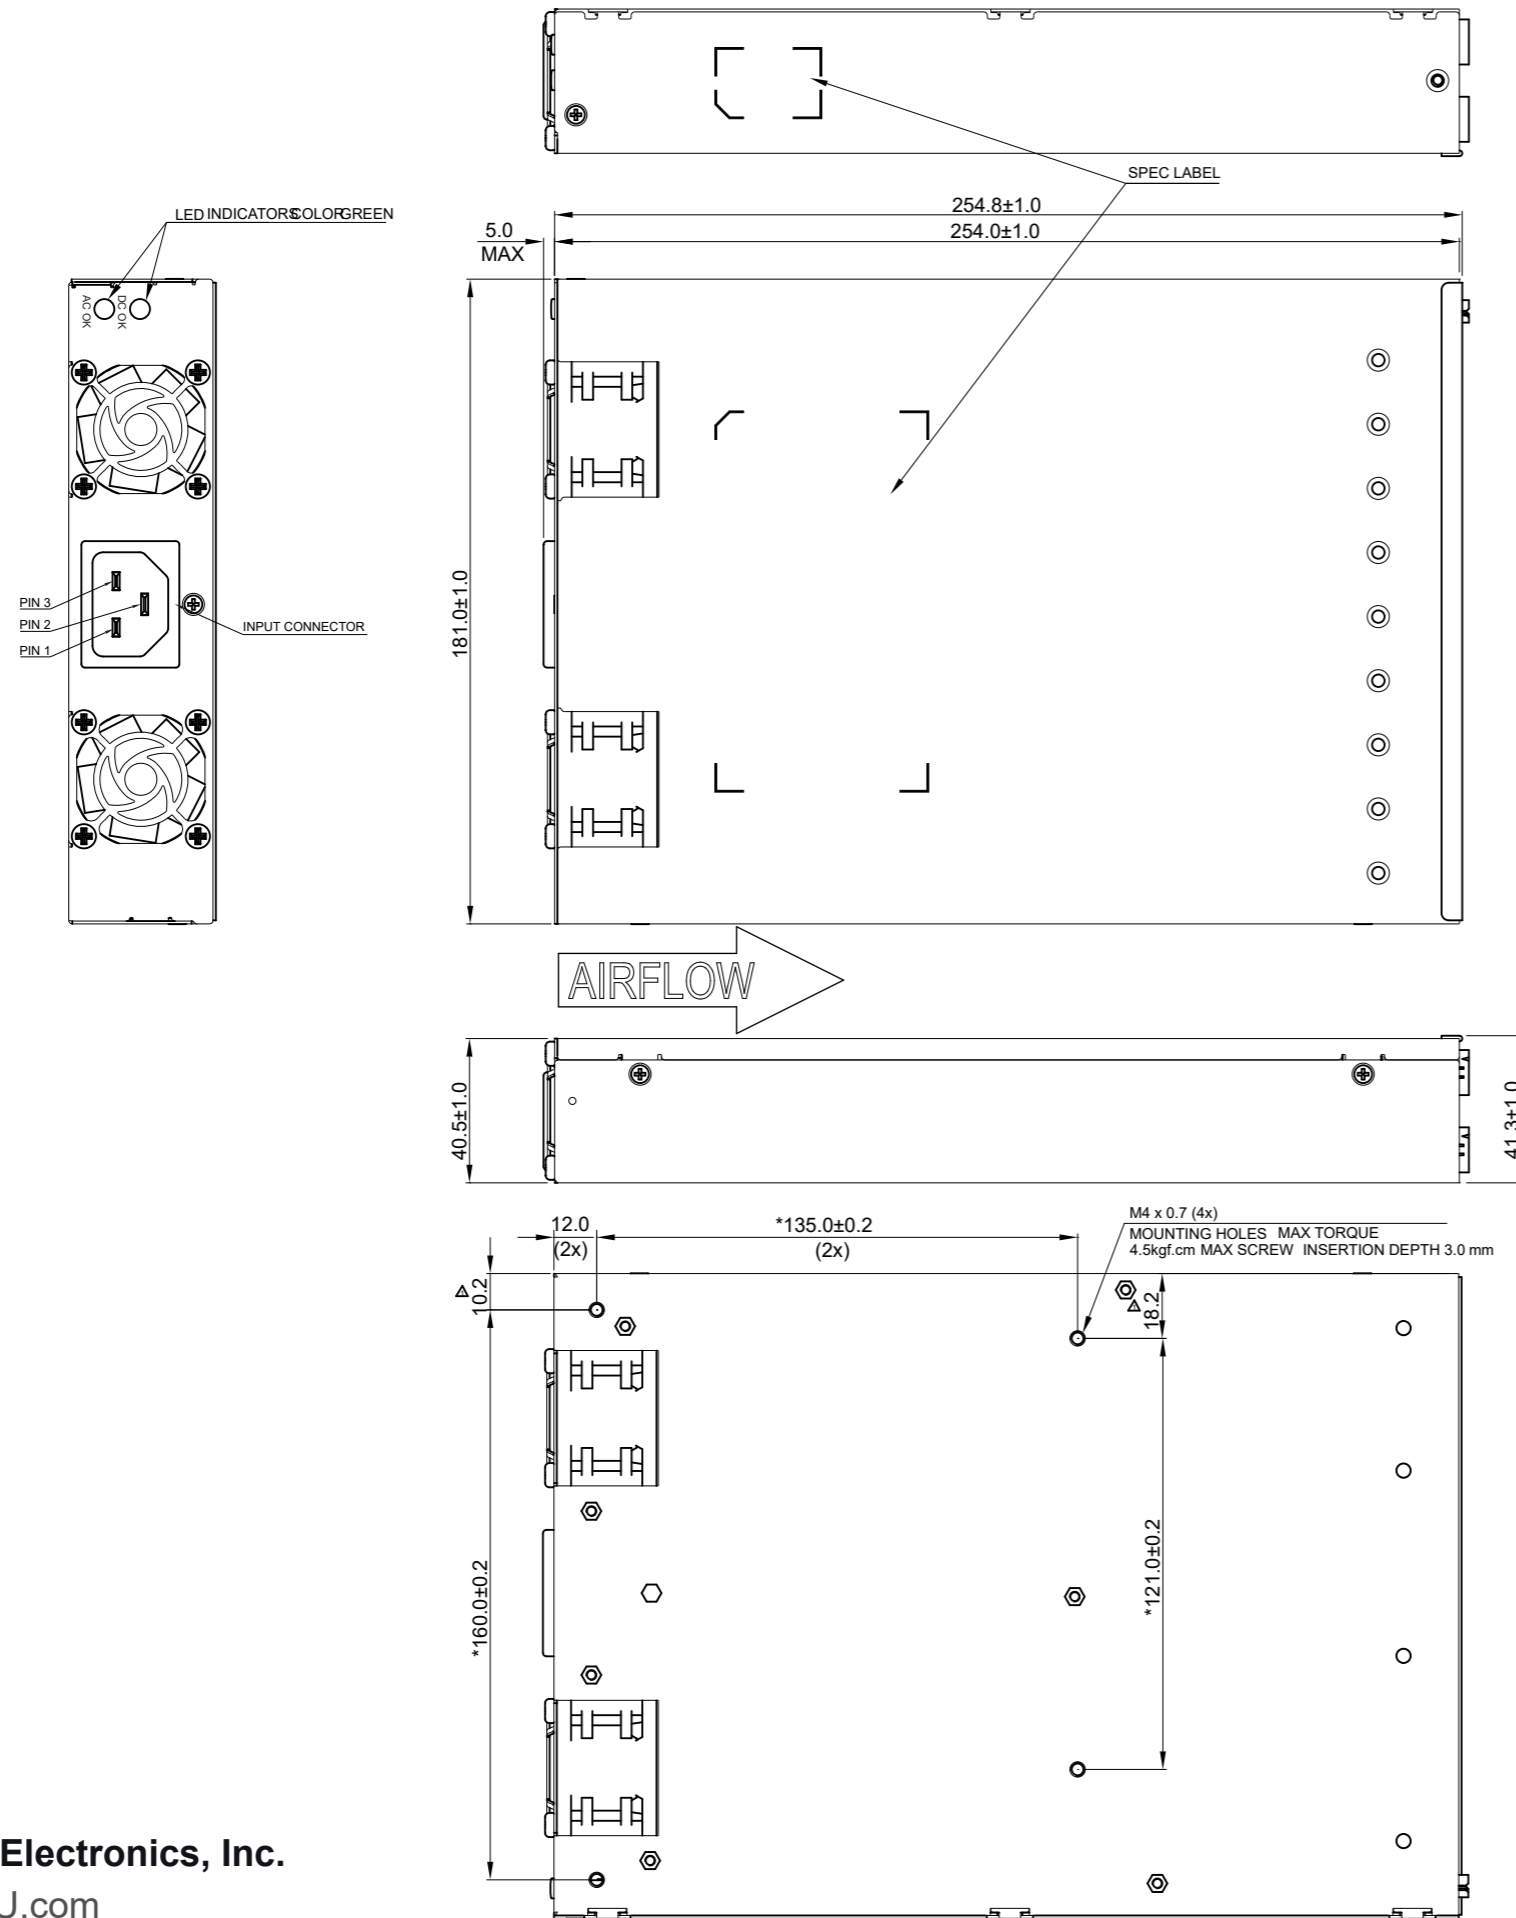 SPEC LABEL
LED INDICATORS COLOR GREEN
254.8±1.0
5.0
MAX
254.0±1.0
AC OK
DC OK
181.0±1.0
PIN 3
PIN 2
PIN 1
INPUT CONNECTOR
AIRFLOW
40.5±1.0
41.3±1.0
12.0
(2x)
*135.0±0.2
(2x)
M4 x 0.7 (4x)
MOUNTING HOLES MAX TORQUE
4.5kgf.cm MAX SCREW INSERTION DEPTH 3.0 mm
10.2
18.2
*160.0±0.2
*121.0±0.2
Electronics, Inc.
U.com